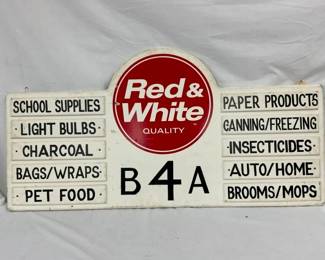 Red &
White
QUALITY
SCHOOL SUPPLIES
LIGHT BULBS
CHARCOAL
BAGS/WRAPS
PET FOOD
B4A
PAPER PRODUCTS
CANNING/FREEZING
INSECTICIDES
AUTO/HOME
BROOMS/MOPS